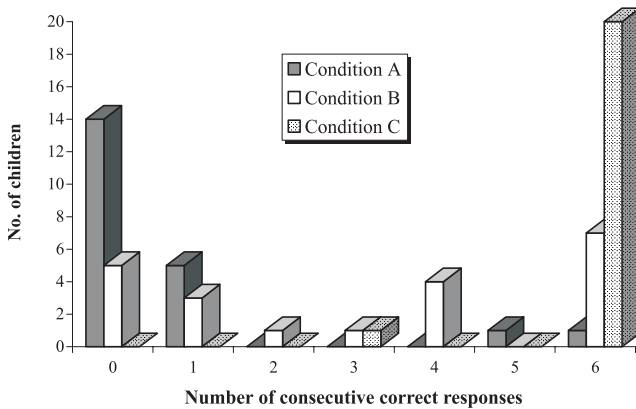 20
18
16
14
12
10
8
6
4
2
0
No. of children
Condition A
Condition B
Condition C
0 1 2 3 4 5 6
Number of consecutive correct responses